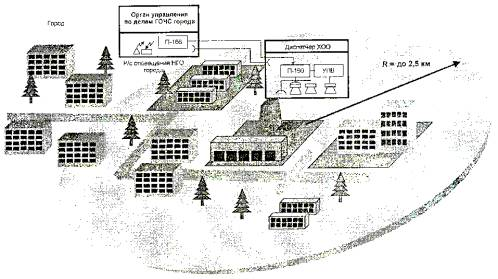 Город
Орган управления
по делам ГОЧС города
П-166
Р/с оповещения НГО
города
Диспетчер ХОО
П-160
УПВ
R = до 2,5 км